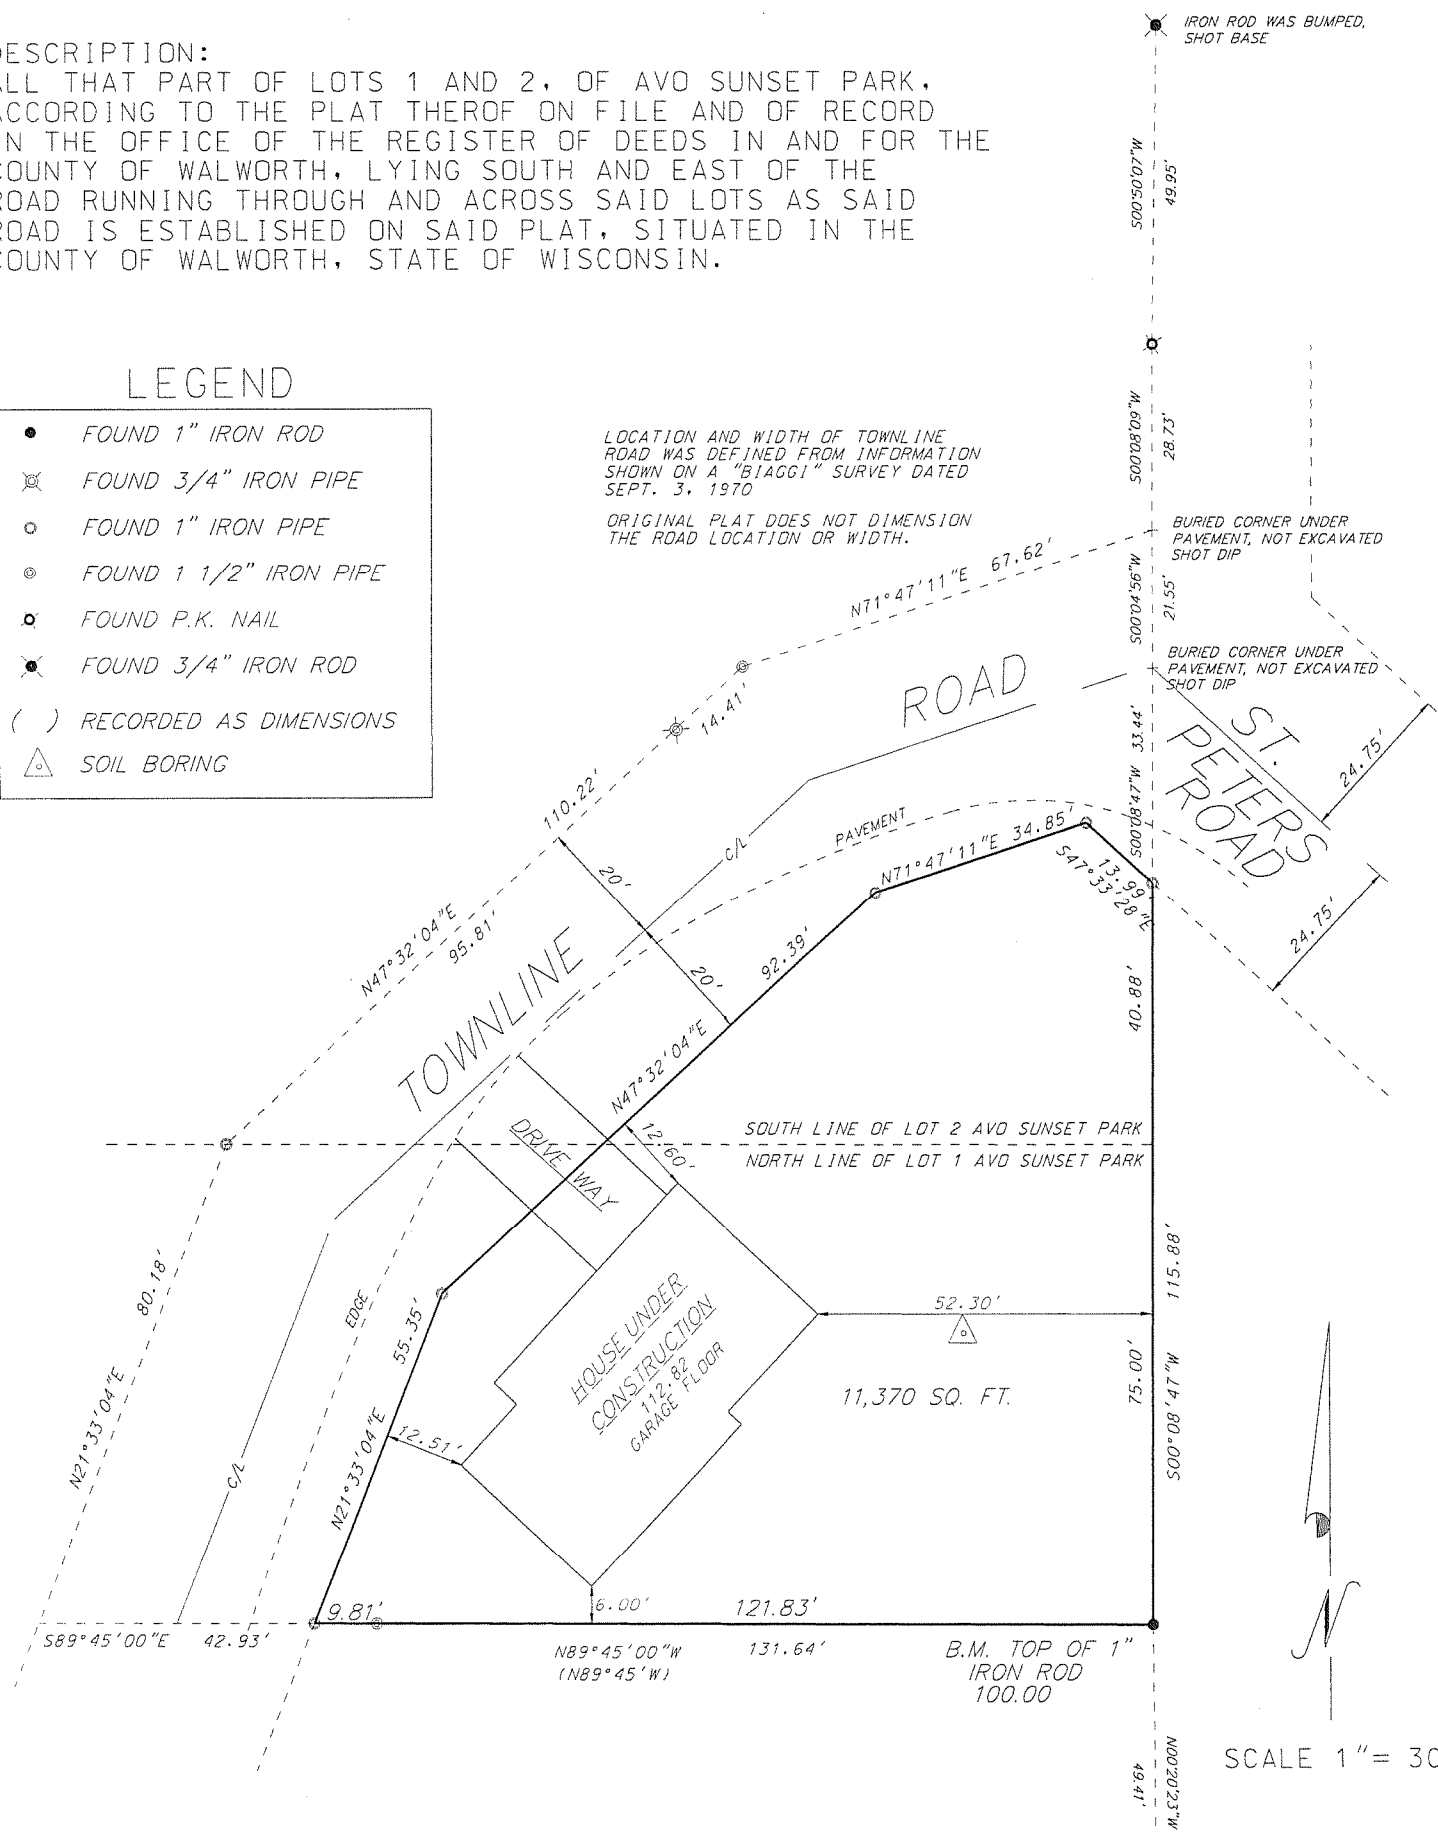 ESCRIPTION:
LL THAT PART OF LOTS 1 AND 2, OF AVO SUNSET PARK,
CCORDING TO THE PLAT THEROF ON FILE AND OF RECORD
N THE OFFICE OF THE REGISTER OF DEEDS IN AND FOR THE
OUNTY OF WALWORTH, LYING SOUTH AND EAST OF THE
OAD RUNNING THROUGH AND ACROSS SAID LOTS AS SAID
OAD IS ESTABLISHED ON SAID PLAT, SITUATED IN THE
OUNTY OF WALWORTH, STATE OF WISCONSIN.
IRON ROD WAS BUMPED,
SHOT BASE
S00°05'07"W
49.95'
LEGEND
FOUND 1" IRON ROD
FOUND 3/4" IRON PIPE
FOUND 1" IRON PIPE
FOUND 1 1/2" IRON PIPE
FOUND P.K. NAIL
FOUND 3/4" IRON ROD
( ) RECORDED AS DIMENSIONS
SOIL BORING
LOCATION AND WIDTH OF TOWNLINE
ROAD WAS DEFINED FROM INFORMATION
SHOWN ON A "BIAGGI" SURVEY DATED
SEPT. 3, 1970
ORIGINAL PLAT DOES NOT DIMENSION
THE ROAD LOCATION OR WIDTH.
S00°08'09"W
28.73'
BURIED CORNER UNDER
PAVEMENT, NOT EXCAVATED
SHOT DIP
N71°47'11"E 67.62'
S00°04'56"W
21.55'
BURIED CORNER UNDER
PAVEMENT, NOT EXCAVATED
SHOT DIP
14.41'
ROAD
ST.
PETERS
ROAD
24.75'
110.22'
S00°08'47"W 33.44'
C/L
PAVEMENT
N71°47'11"E 34.85'
13.99'
S47°33'28"E
20'
24.75'
N47°32'04"E
95.81'
20'
92.39'
40.88'
TOWNLINE
N47°32'04"E
DRIVE WAY
12.60'
SOUTH LINE OF LOT 2 AVO SUNSET PARK
NORTH LINE OF LOT 1 AVO SUNSET PARK
80.18'
115.88'
EDGE
55.35'
52.30'
HOUSE UNDER
CONSTRUCTION
112.82
GARAGE FLOOR
11,370 SQ. FT.
75.00'
S00°08'47"W
N21°33'04"E
C/L
N21°33'04"E
12.51'
9.81'
6.00'
121.83'
S89°45'00"E 42.93'
N89°45'00"W 131.64'
(N89°45'W)
B.M. TOP OF 1"
IRON ROD
100.00
N
SCALE 1"= 30
N00°20'23"W
49.41'